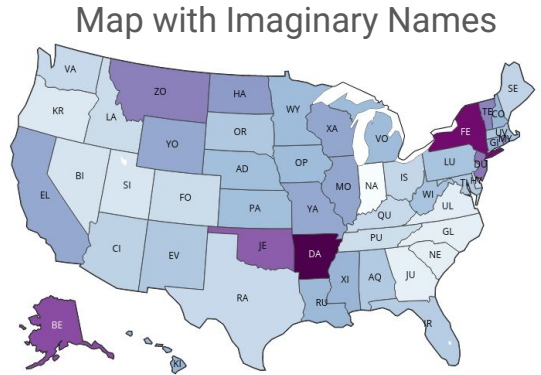 Map with Imaginary Names
VA
ZO
HA
WY
SE
KR
LA
OR
XA
VO
FE
TE
CO
YO
UV
GI
AD
OP
LU
DU
EL
BI
SI
FO
PA
YA
MO
NA
IS
WI
UL
QU
CI
EV
JE
DA
PU
GL
NE
RA
RU
XI
AQ
JU
BE
KI